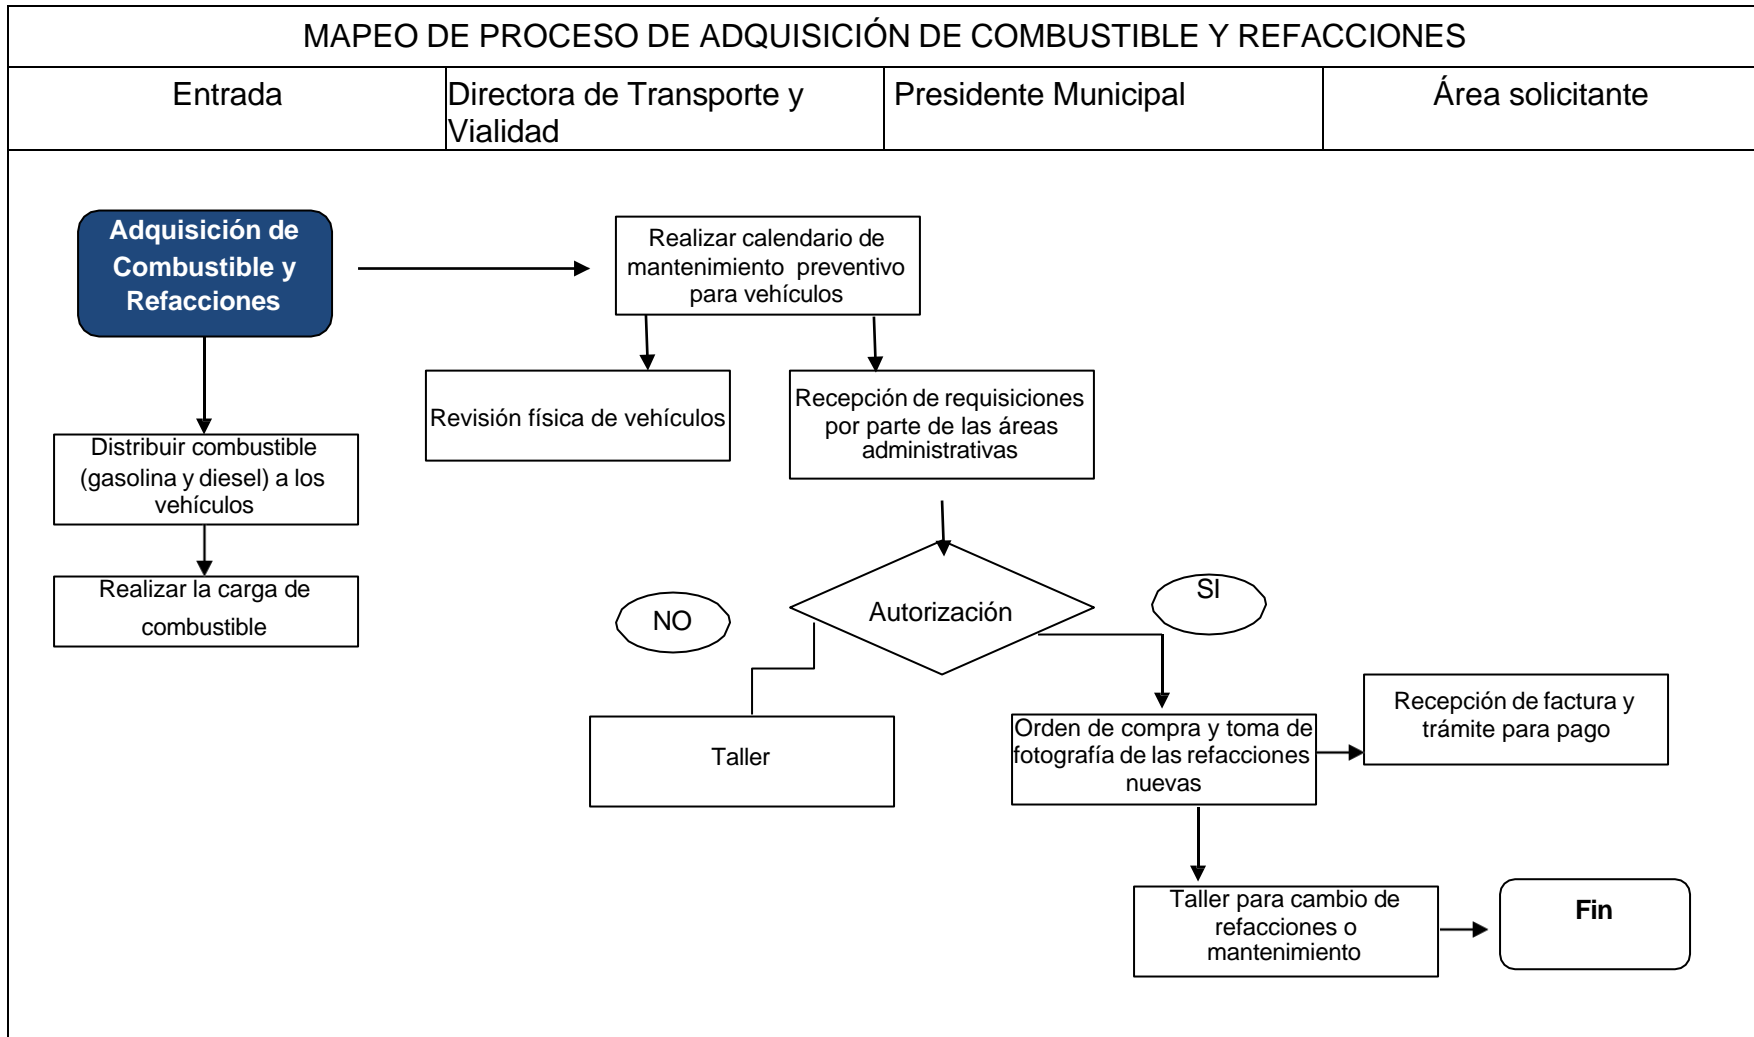 MAPEO DE PROCESO DE ADQUISICIÓN DE COMBUSTIBLE Y REFACCIONES
Entrada
Directora de Transporte y
Vialidad
Presidente Municipal
Área solicitante
Adquisición de
Combustible y
Refacciones
Realizar calendario de
mantenimiento preventivo
para vehículos
Revisión física de vehículos
Recepción de requisiciones
por parte de las áreas
administrativas
Distribuir combustible
(gasolina y diesel) a los
vehículos
Realizar la carga de
combustible
NO
Autorización
SI
Taller
Orden de compra y toma de
fotografía de las refacciones
nuevas
Recepción de factura y
trámite para pago
Taller para cambio de
refacciones o
mantenimiento
Fin